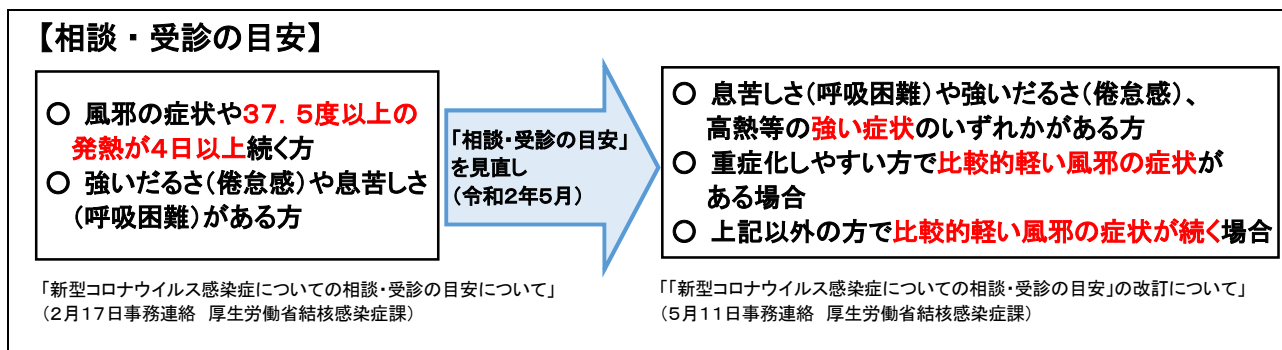 【相談・受診の目安】
○ 風邪の症状や37．5度以上の
発熱が4日以上続く方
○ 強いだるさ（倦怠感）や息苦しさ
（呼吸困難）がある方
「相談・受診の目安」
を見直し
（令和2年5月）
○ 息苦しさ（呼吸困難）や強いだるさ（倦怠感）、
高熱等の強い症状のいずれかがある方
○ 重症化しやすい方で比較的軽い風邪の症状が
ある場合
○ 上記以外の方で比較的軽い風邪の症状が続く場合
「新型コロナウイルス感染症についての相談・受診の目安について」
（2月17日事務連絡 厚生労働省結核感染症課）
「「新型コロナウイルス感染症についての相談・受診の目安」の改訂について」
（5月11日事務連絡 厚生労働省結核感染症課）